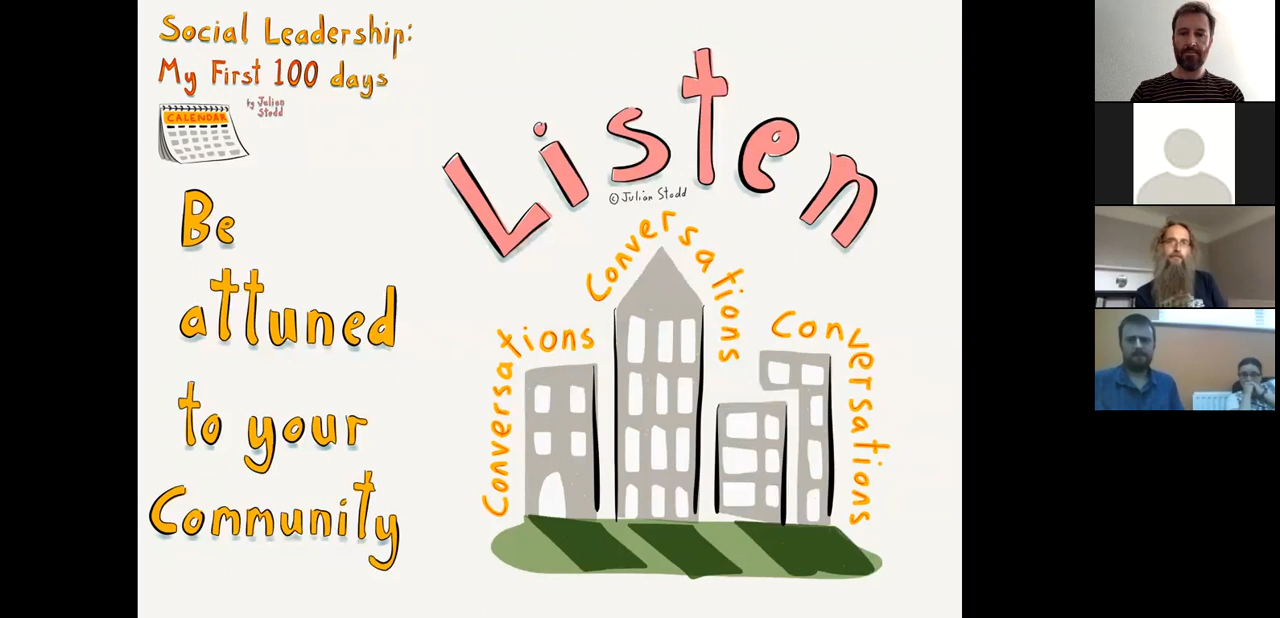 Social Leadership:
My First 100 days
by Julian
Stodd
CALENDAR
Be
attuned
to your
Community
Listen
© Julian Stodd
Conversations
Conversations
Conversations